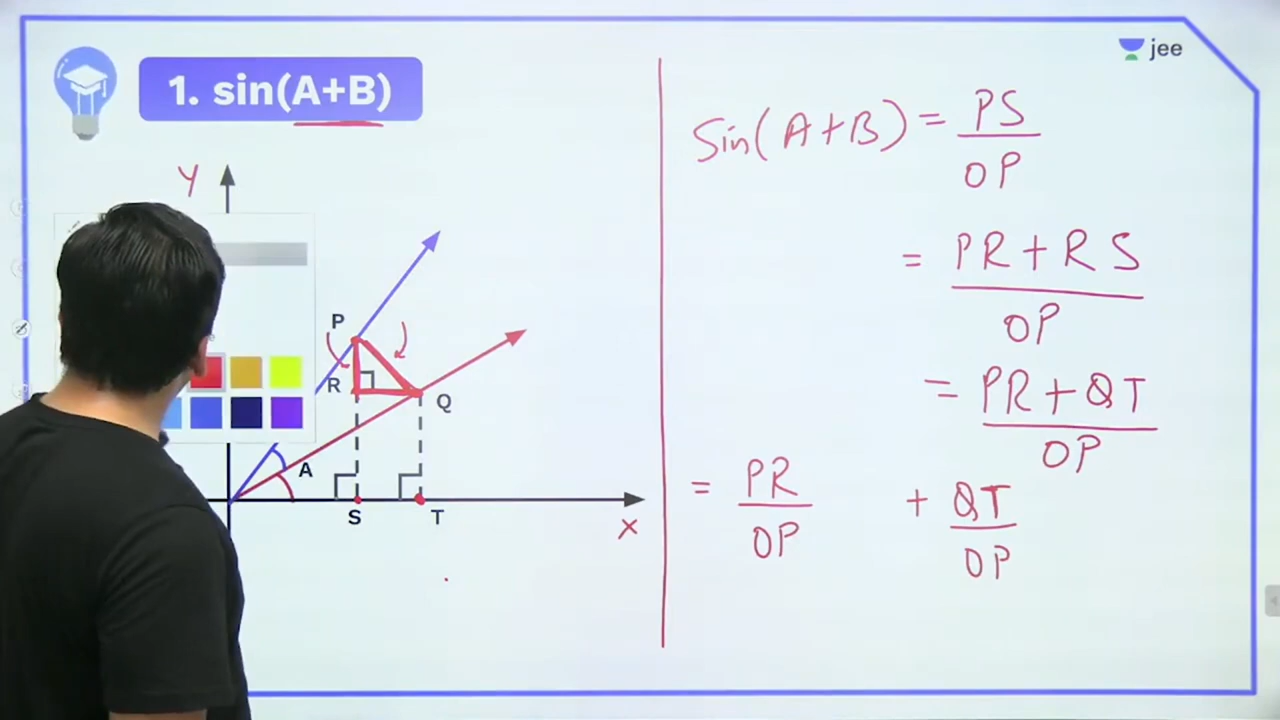 1. sin(A+B)
jee
Y
P
R
Q
A
S
T
X
Sin(A+B) = PS/OP
= PR+RS/OP
= PR+QT/OP
= PR/OP + QT/OP